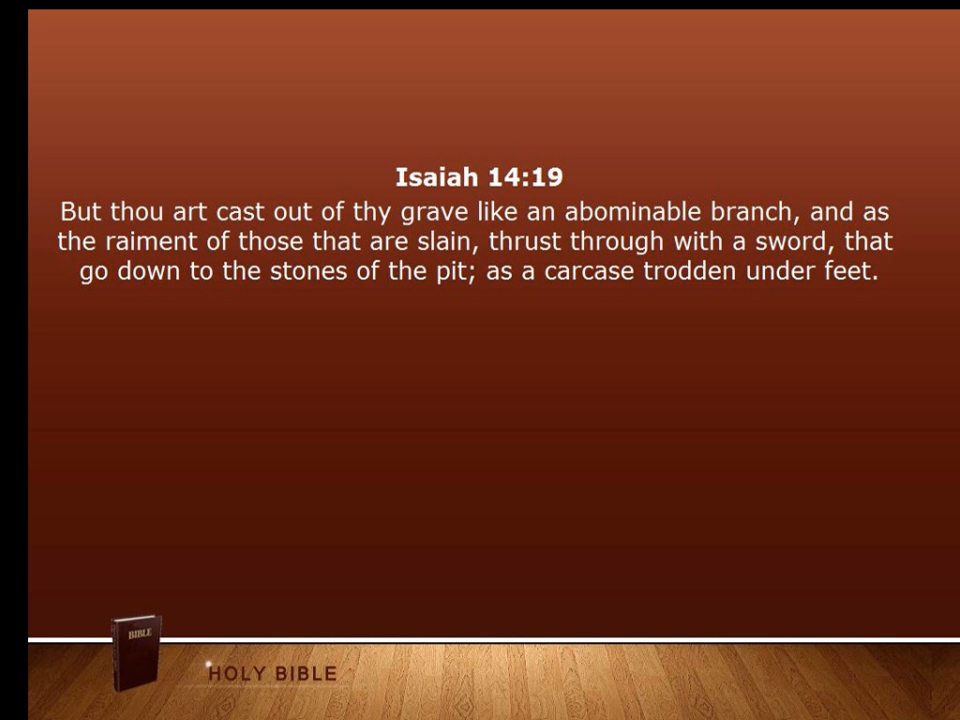 Isaiah 14:19
But thou art cast out of thy grave like an abominable branch, and as
the raiment of those that are slain, thrust through with a sword, that
go down to the stones of the pit; as a carcase trodden under feet.
BIBLE
HOLY BIBLE